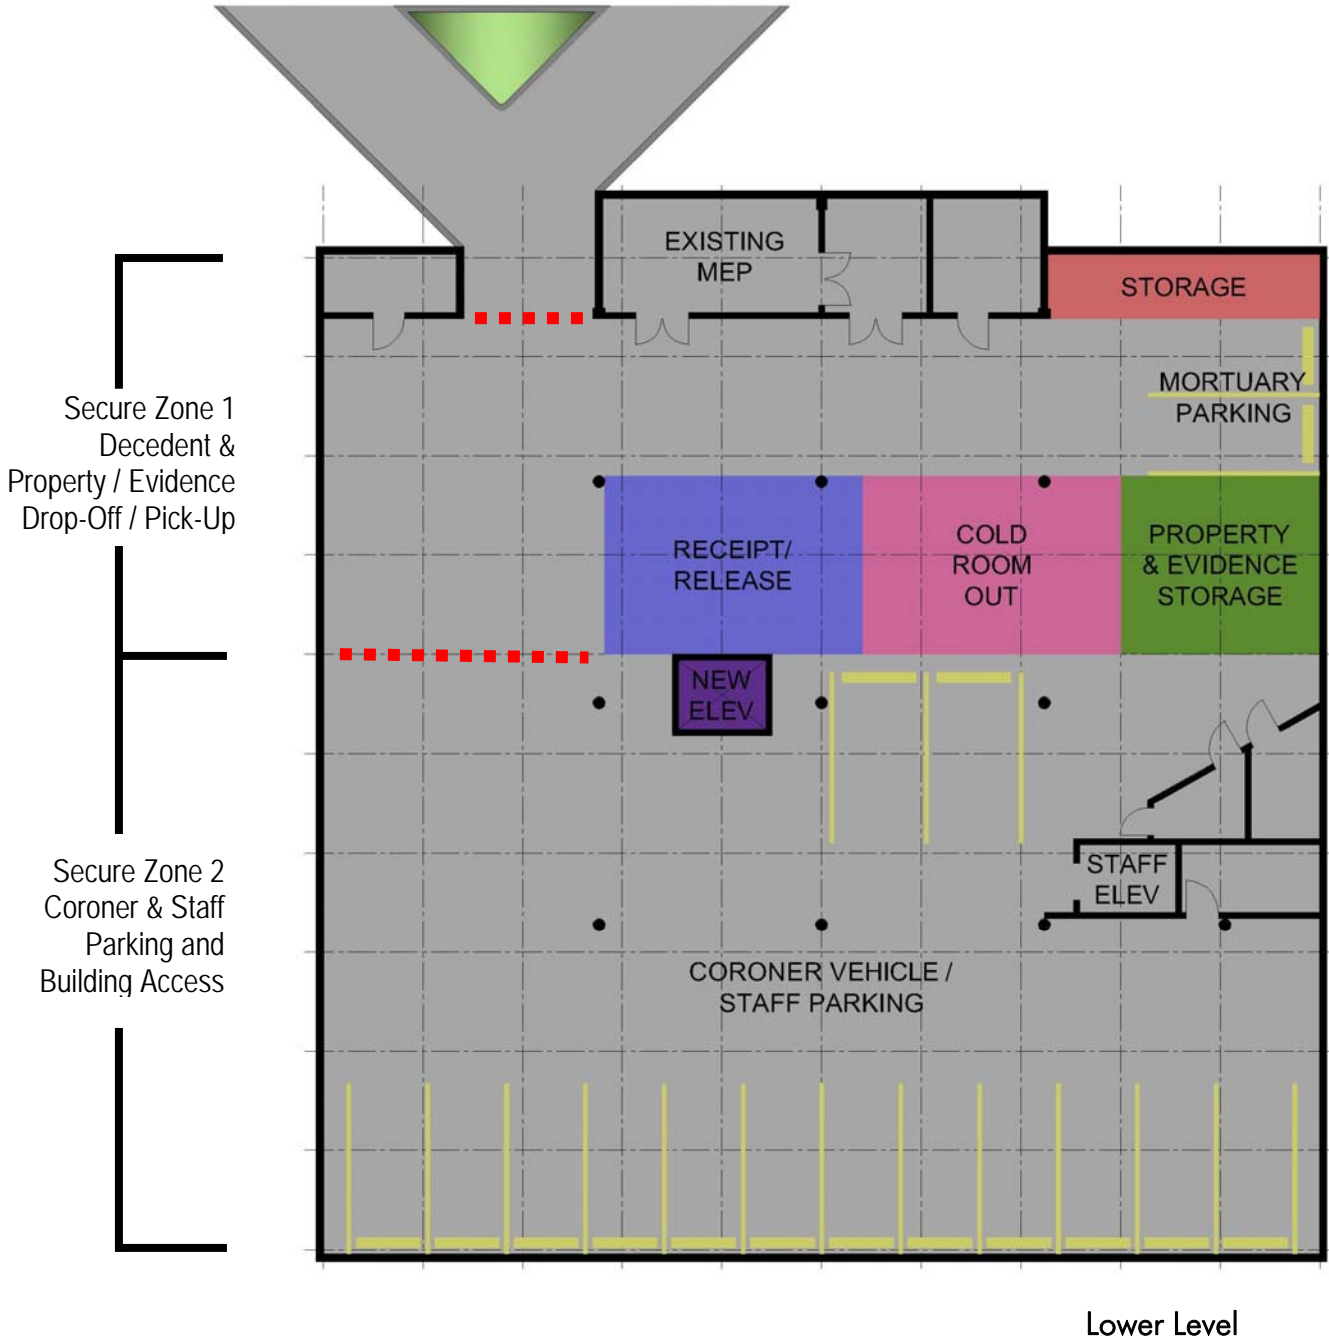 EXISTING
MEP
STORAGE
MORTUARY
PARKING
Secure Zone 1
Decedent &
Property / Evidence
Drop-Off / Pick-Up
RECEIPT/
RELEASE
COLD
ROOM
OUT
PROPERTY
& EVIDENCE
STORAGE
NEW
ELEV
Secure Zone 2
Coroner & Staff
Parking and
Building Access
STAFF
ELEV
CORONER VEHICLE /
STAFF PARKING
Lower Level